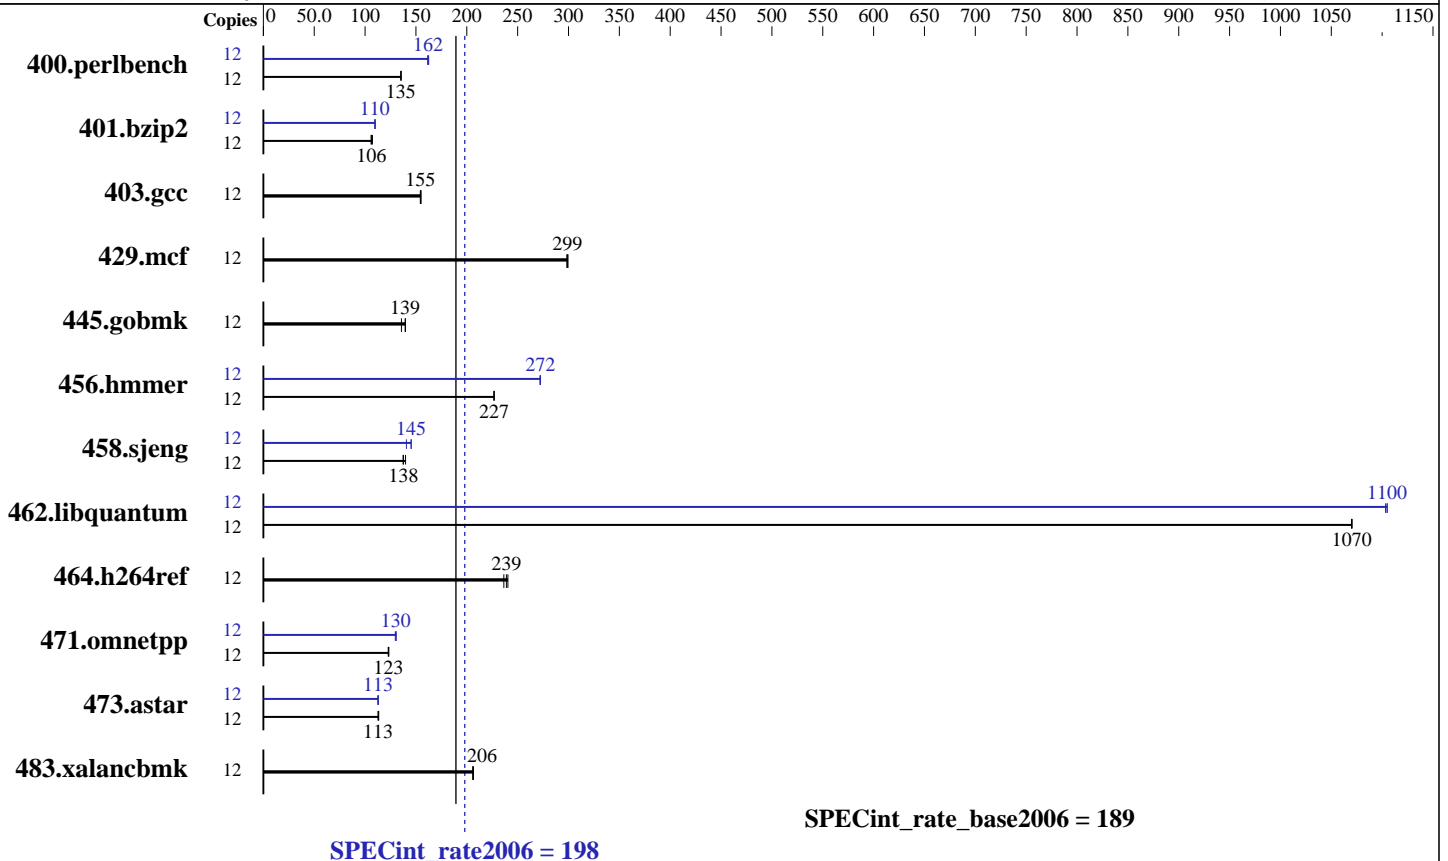 Copies 0 50.0 100 150 200 250 300 350 400 450 500 550 600 650 700 750 800 850 900 950 1000 1050 1150
400.perlbench 12 162
12 135
401.bzip2 12 110
12 106
403.gcc 12 155
429.mcf 12 299
445.gobmk 12 139
456.hmmer 12 272
12 227
458.sjeng 12 145
12 138
462.libquantum 12 1100
12 1070
464.h264ref 12 239
471.omnetpp 12 130
12 123
473.astar 12 113
12 113
483.xalancbmk 12 206
SPECint_rate_base2006 = 189
SPECint_rate2006 = 198